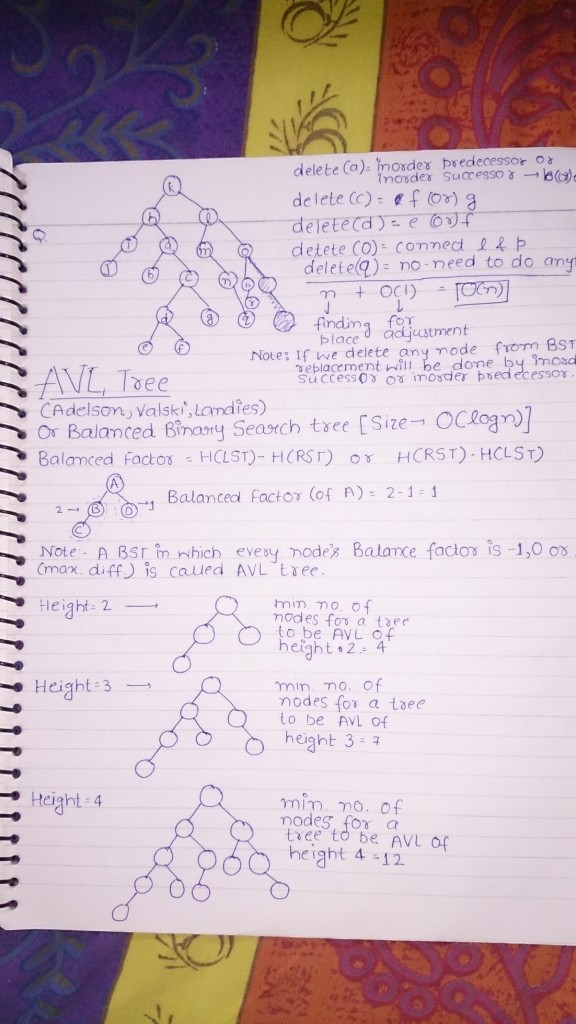 delete (a) = inorder predecessor or
inorder successor →
delete (c) = f (or) g
Q.
delete (d) = e (or) f
delete (o) = connect l & p
delete (q) = no-need to do any
n + O(1) = [O(n)]
↓ ↓
finding for
place adjustment
Note: If we delete any node from BST
replacement will be done by inord
successor or inorder predecessor.
k
h l
i a m o
j b c n n
d g r q
e f
AVL Tree
(Adelson, Valski, Landies)
Or Balanced Binary Search tree [Size → O(logn)]
Balanced Factor = H(LST) - H(RST) or H(RST) - H(LST)
A
2 → B D → 1
C
Balanced Factor (of A) = 2-1 = 1
Note:- A BST in which every node's Balance factor is -1,0 or
(max. diff.) is called AVL tree.
Height = 2 →
min. no. of
nodes for a tree
to be AVL of
height 2 = 4
Height = 3 →
min. no. of
nodes for a tree
to be AVL of
height 3 = 7
Height = 4
min. no. of
nodes for a
tree to be AVL of
height 4 = 12